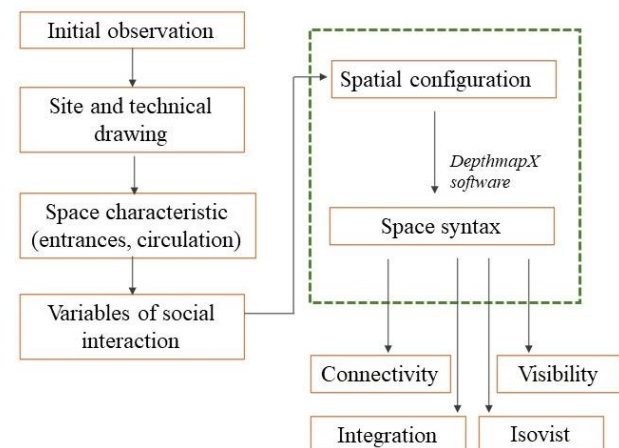 Initial observation
Site and technical
drawing
Space characteristic
(entrances, circulation)
Variables of social
interaction
Spatial configuration
DepthmapX
software
Space syntax
Connectivity
Visibility
Integration
Isovist